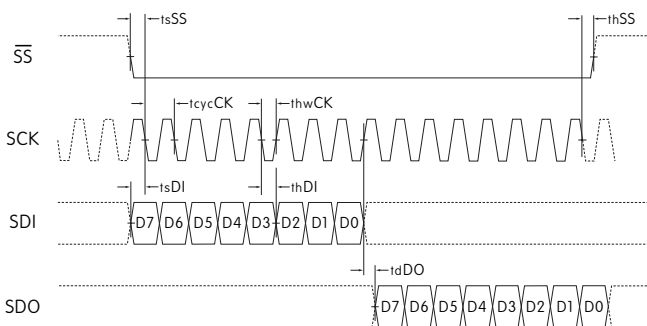 tsSS thSS
S̅S̅
tcycCK thwCK
SCK
tsDI thDI
SDI D7 D6 D5 D4 D3 D2 D1 D0
tdDO
SDO D7 D6 D5 D4 D3 D2 D1 D0